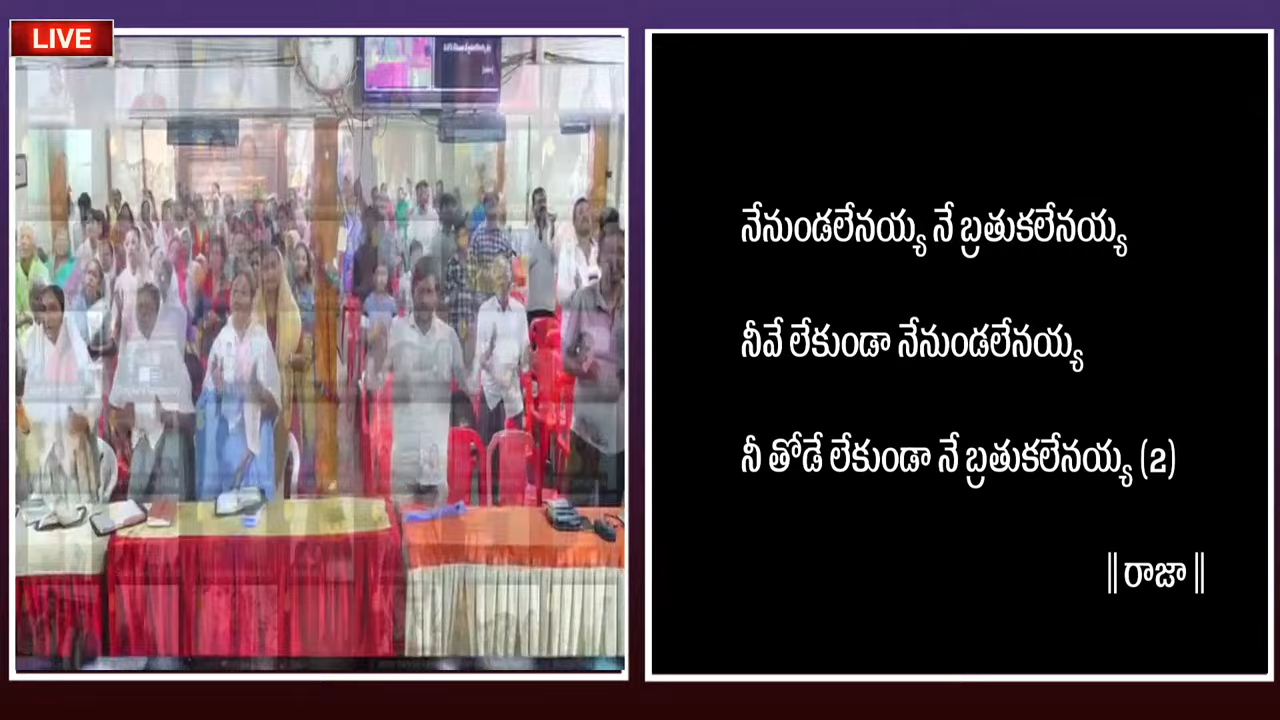 LIVE
నేనుండలేనయ్య నే బ్రతుకలేనయ్య
నీవే లేకుండా నేనుండలేనయ్య
నీ తోడే లేకుండా నే బ్రతుకలేనయ్య (2)
|| రాజా ||